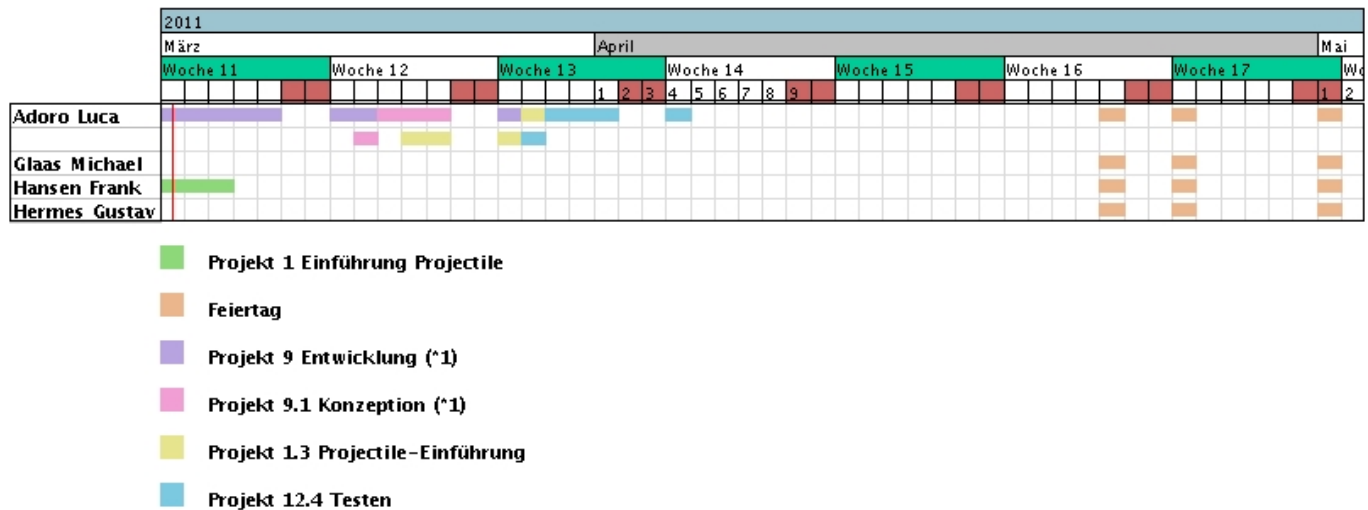 2011
März April Mai
Woche 11 Woche 12 Woche 13 Woche 14 Woche 15 Woche 16 Woche 17
1 2 3 4 5 6 7 8 9 1 2
Adoro Luca
Glaas Michael
Hansen Frank
Hermes Gustav
Projekt 1 Einführung Projectile
Feiertag
Projekt 9 Entwicklung (*1)
Projekt 9.1 Konzeption (*1)
Projekt 1.3 Projectile-Einführung
Projekt 12.4 Testen